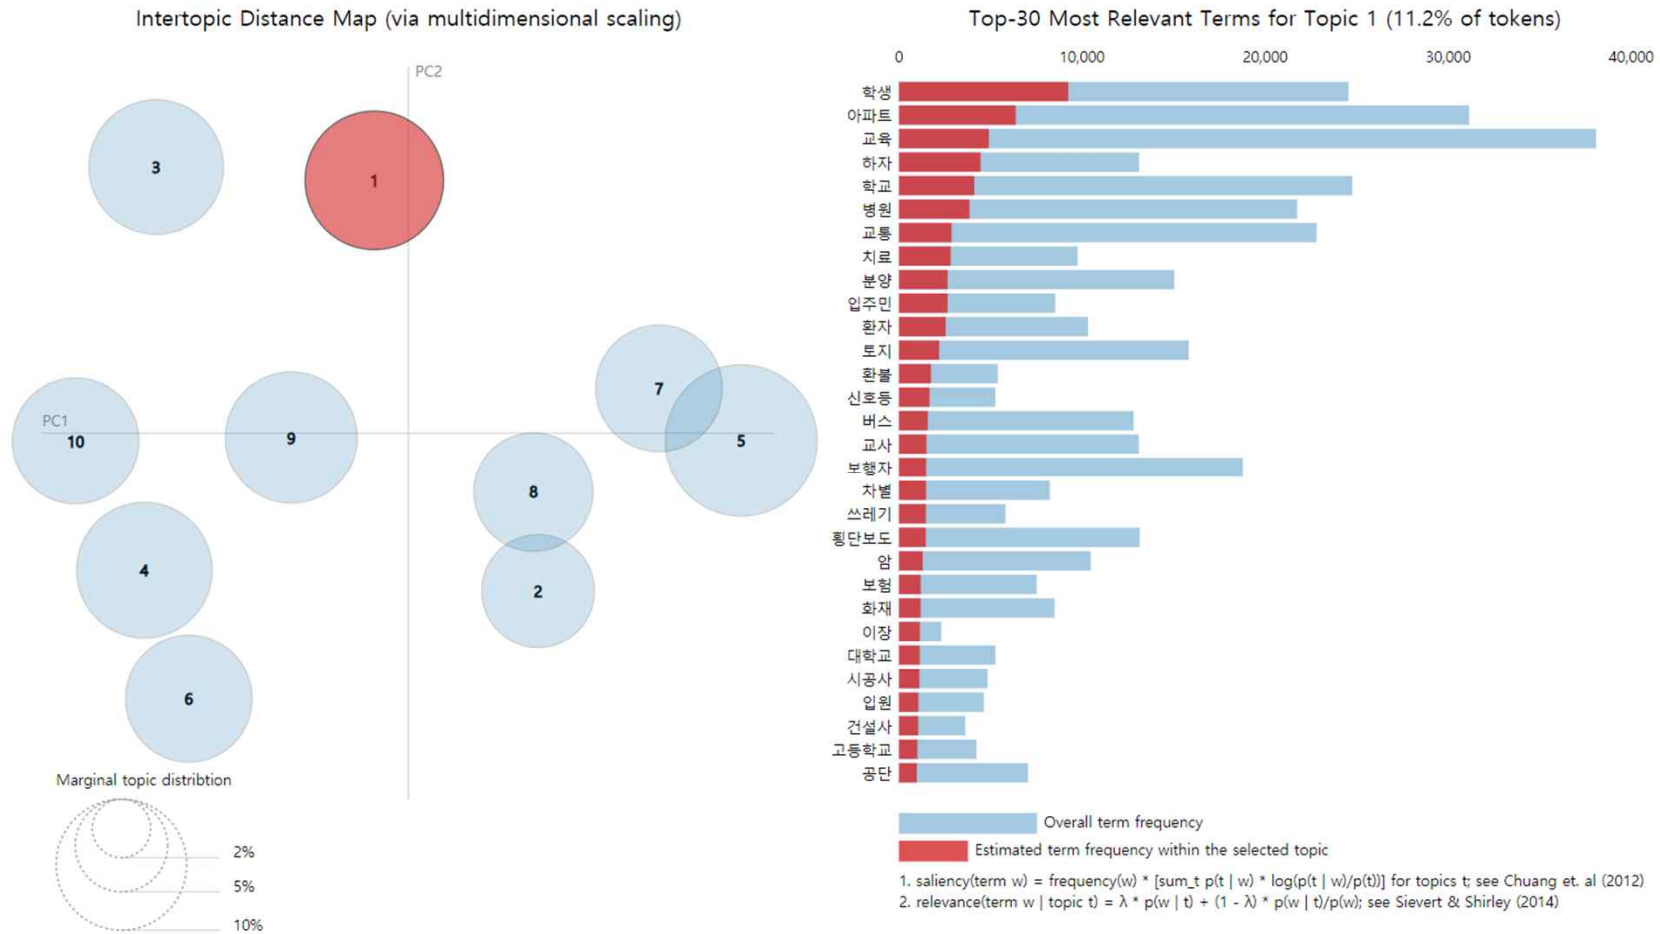 Intertopic Distance Map (via multidimensional scaling)
PC2
PC1
3
1
7
5
10
9
8
4
2
6
Marginal topic distribtion
2%
5%
10%
Top-30 Most Relevant Terms for Topic 1 (11.2% of tokens)
0 10,000 20,000 30,000 40,000
학생
아파트
교육
하자
학교
병원
교통
치료
분양
입주민
환자
토지
환불
신호등
버스
교사
보행자
차별
쓰레기
횡단보도
암
보험
화재
이장
대학교
시공사
입원
건설사
고등학교
공단
Overall term frequency
Estimated term frequency within the selected topic
1. saliency(term w) = frequency(w) * [sum_t p(t | w) * log(p(t | w)/p(t))] for topics t; see Chuang et. al (2012)
2. relevance(term w | topic t) = λ * p(w | t) + (1 - λ) * p(w | t)/p(w); see Sievert & Shirley (2014)